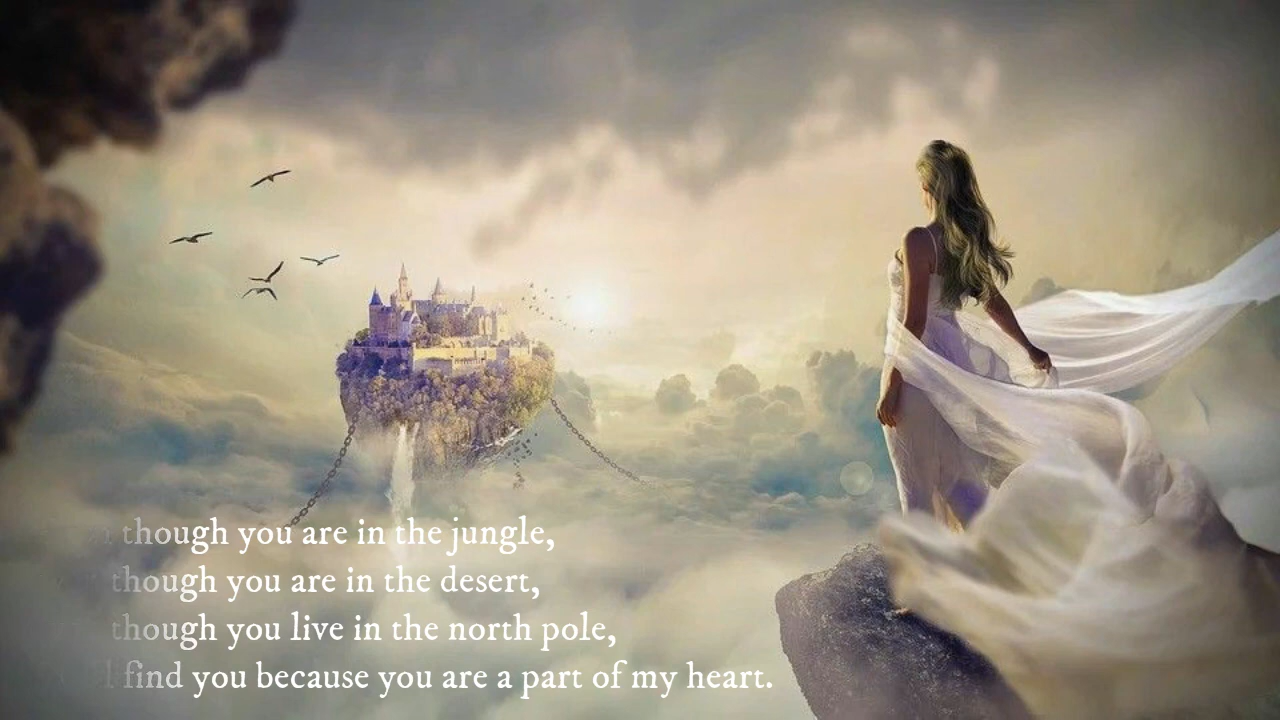 though you are in the jungle,
though you are in the desert,
though you live in the north pole,
find you because you are a part of my heart.